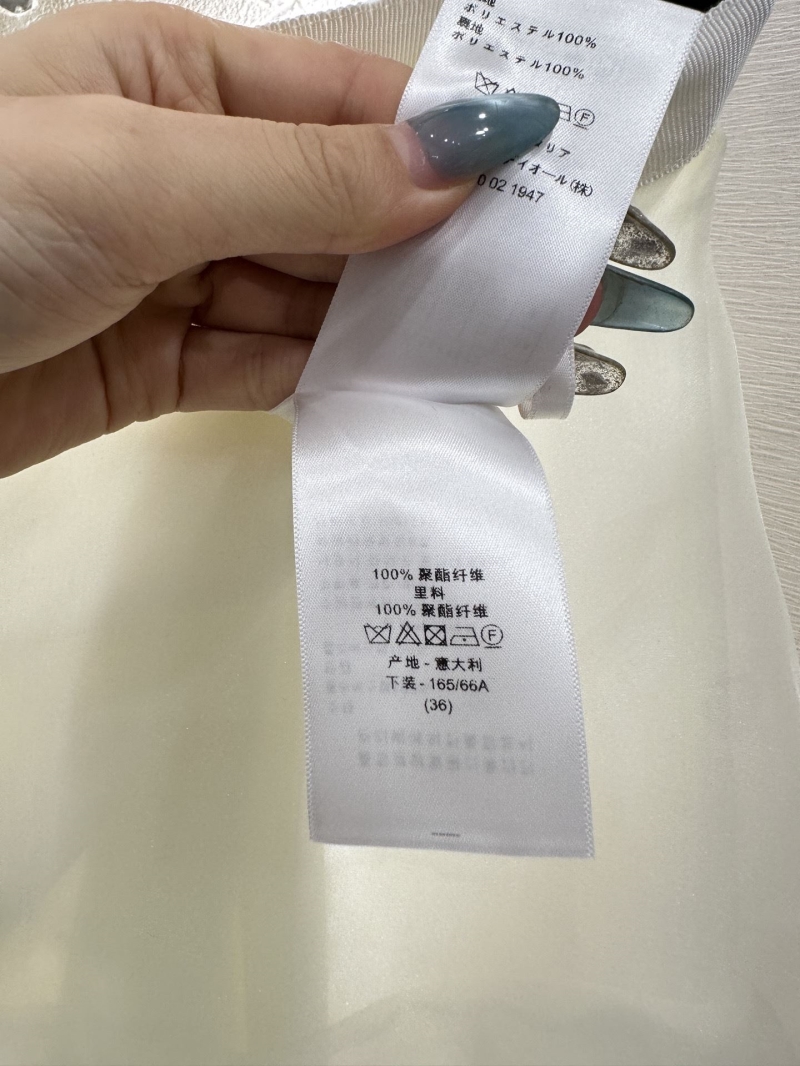 ポリエステル100%
裏地
ポリエステル100%
F
リア
イオール(株)
0 02 1947
100% 聚酯纤维
里料
100% 聚酯纤维
F
产地 - 意大利
下装 - 165/66A
(36)